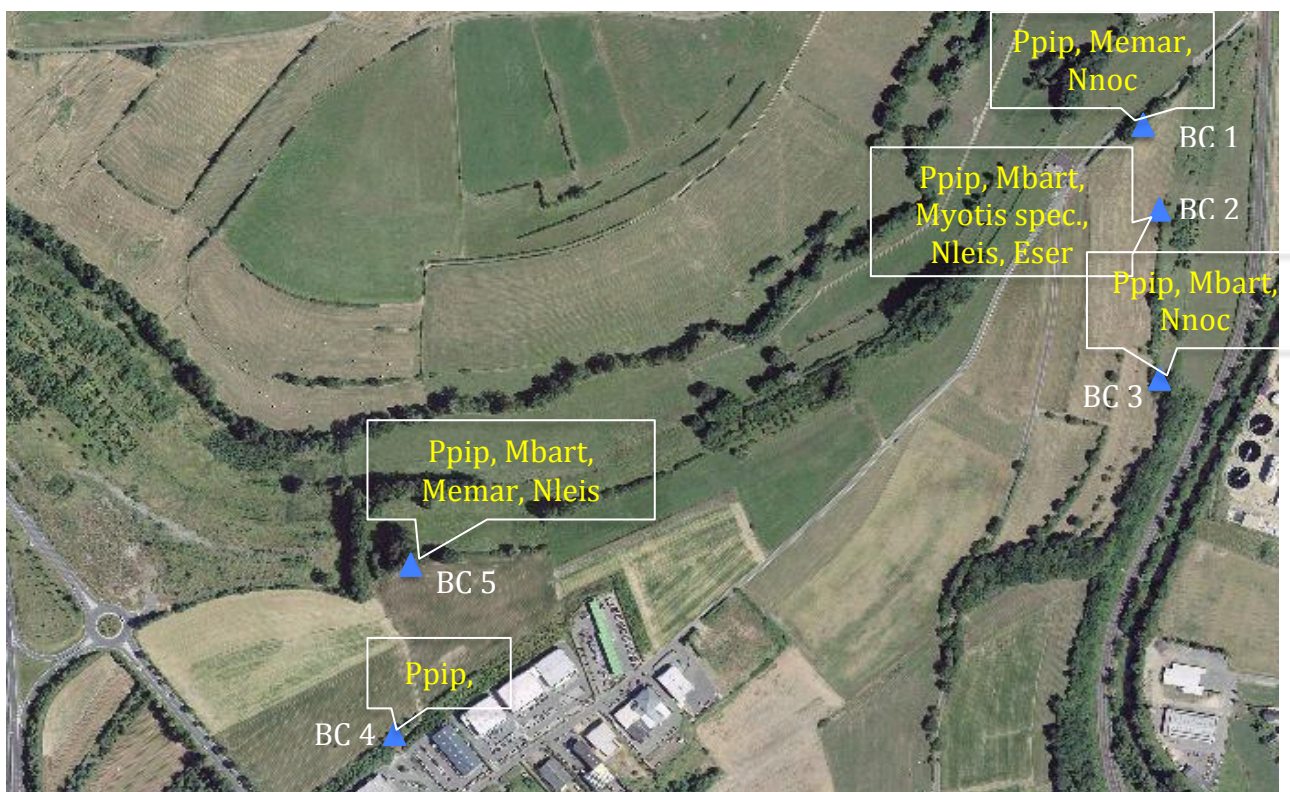 Ppip, Memar,
Nnoc
BC 1
Ppip, Mbart,
Myotis spec.,
Nleis, Eser
BC 2
Ppip, Mbart,
Nnoc
BC 3
Ppip, Mbart,
Memar, Nleis
BC 5
Ppip,
BC 4